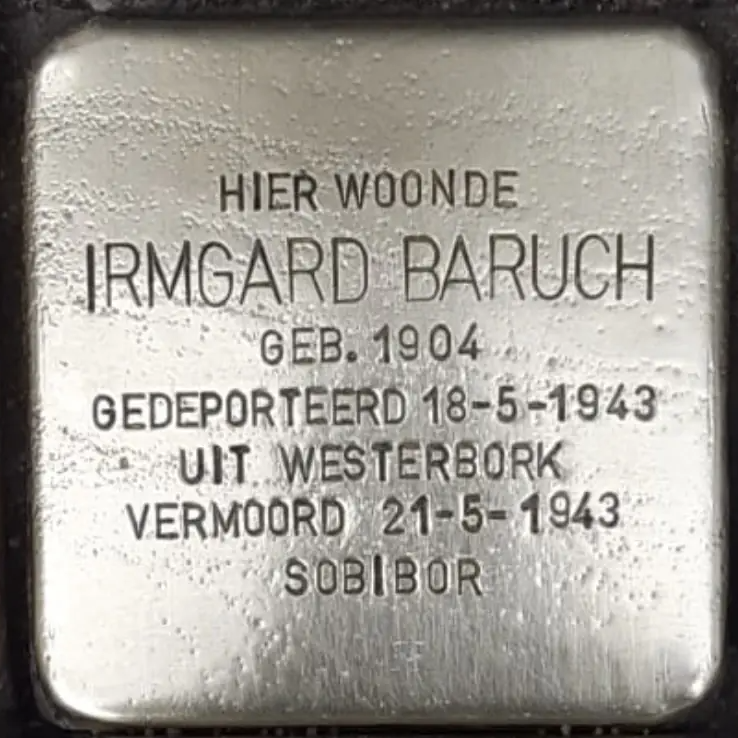 HIER WOONDE
IRMGARD BARUCH
GEB. 1904
GEDEPORTEERD 18-5-1943
UIT WESTERBORK
VERMOORD 21-5-1943
SOBIBOR